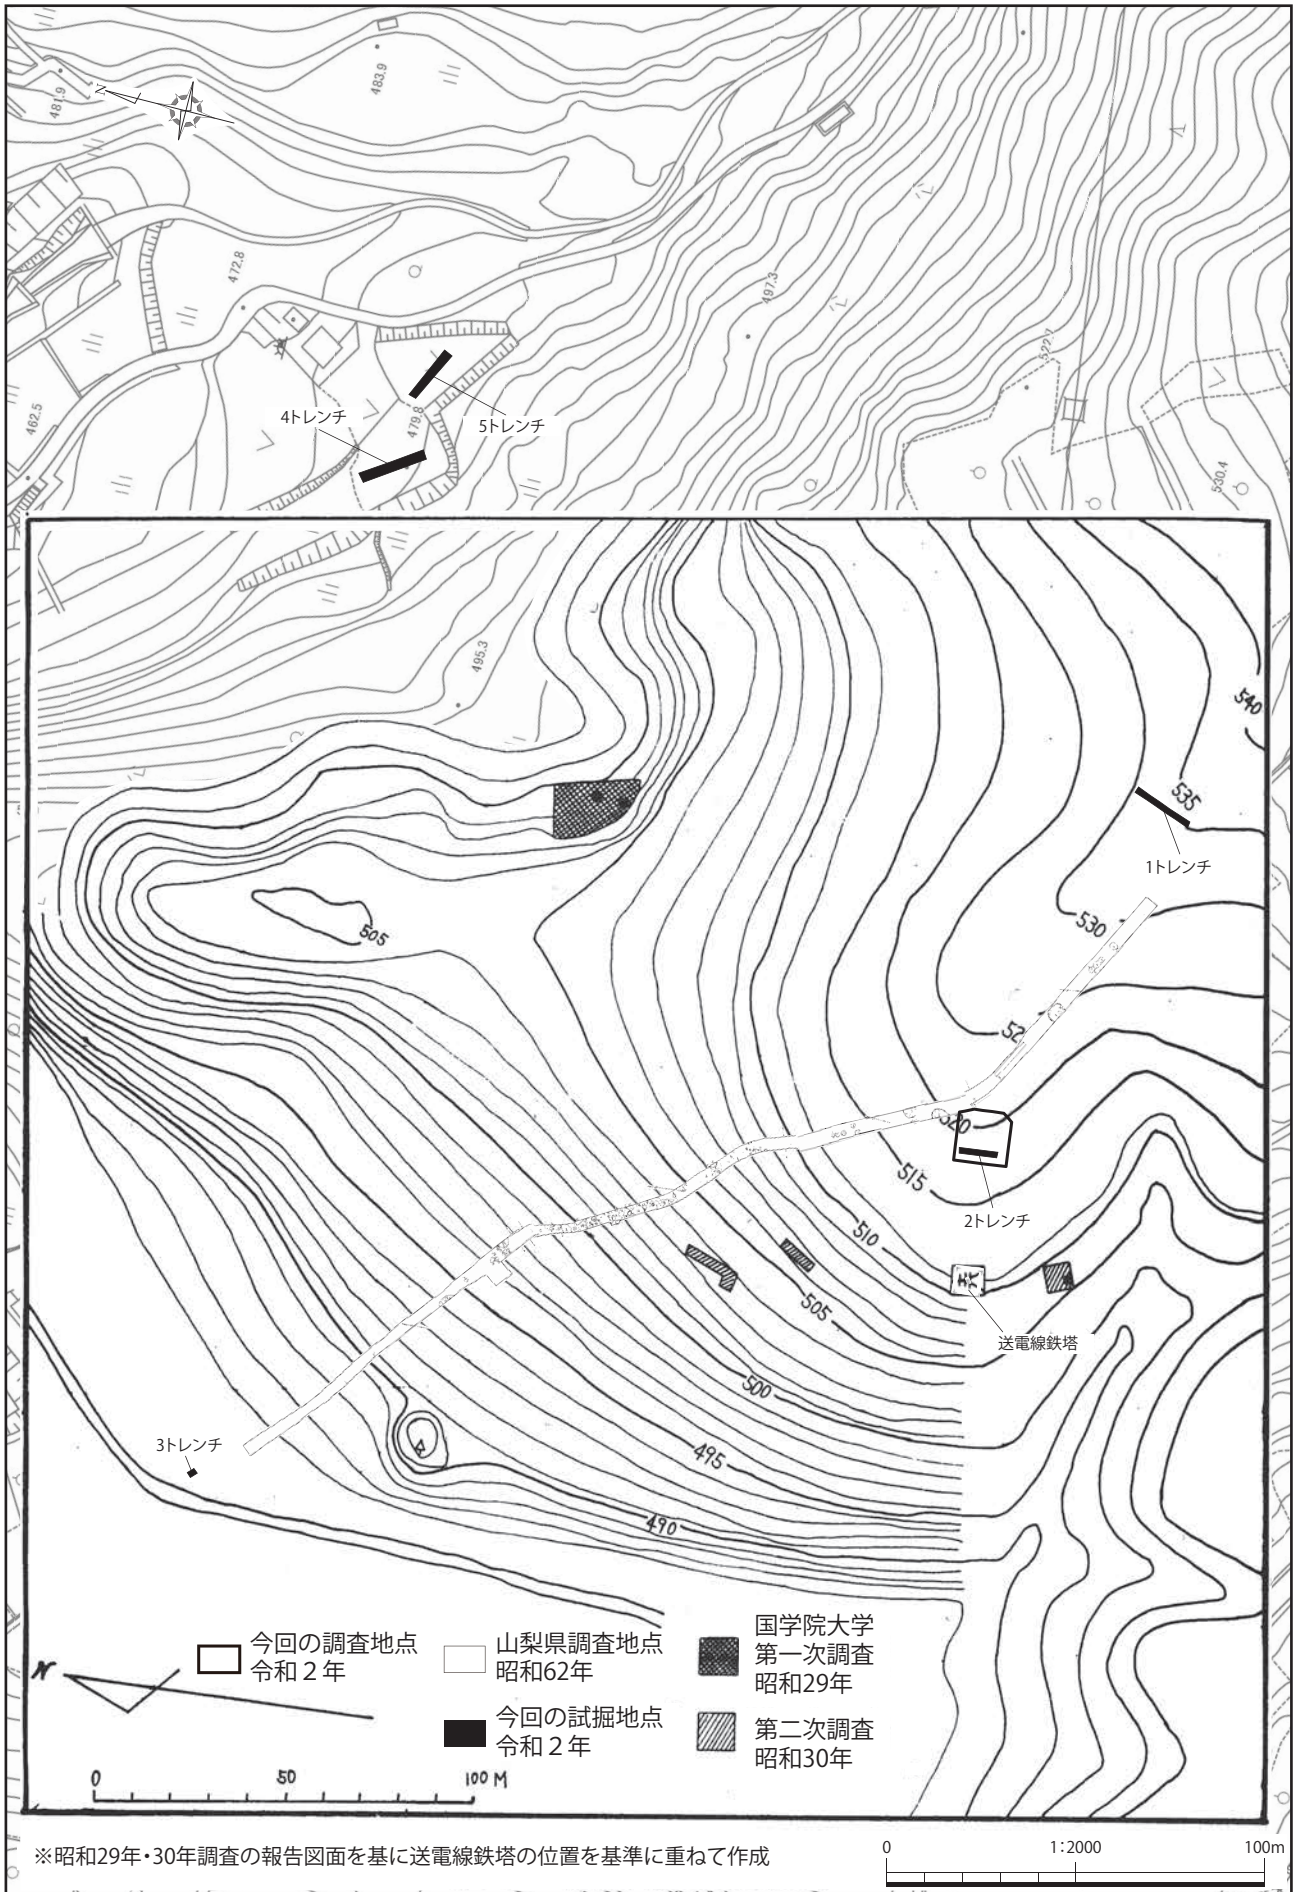 N
483.9
481.9
472.8
497.3
522.7
462.5
4トレンチ
479.8
5トレンチ
530.4
495.3
540
535
1トレンチ
505
530
52
520
515
2トレンチ
510
505
送電線鉄塔
500
495
3トレンチ
490
N
今回の調査地点
令和2年
山梨県調査地点
昭和62年
今回の試掘地点
令和2年
国学院大学
第一次調査
昭和29年
第二次調査
昭和30年
0 50 100 M
※昭和29年・30年調査の報告図面を基に送電線鉄塔の位置を基準に重ねて作成
0 1:2000 100m